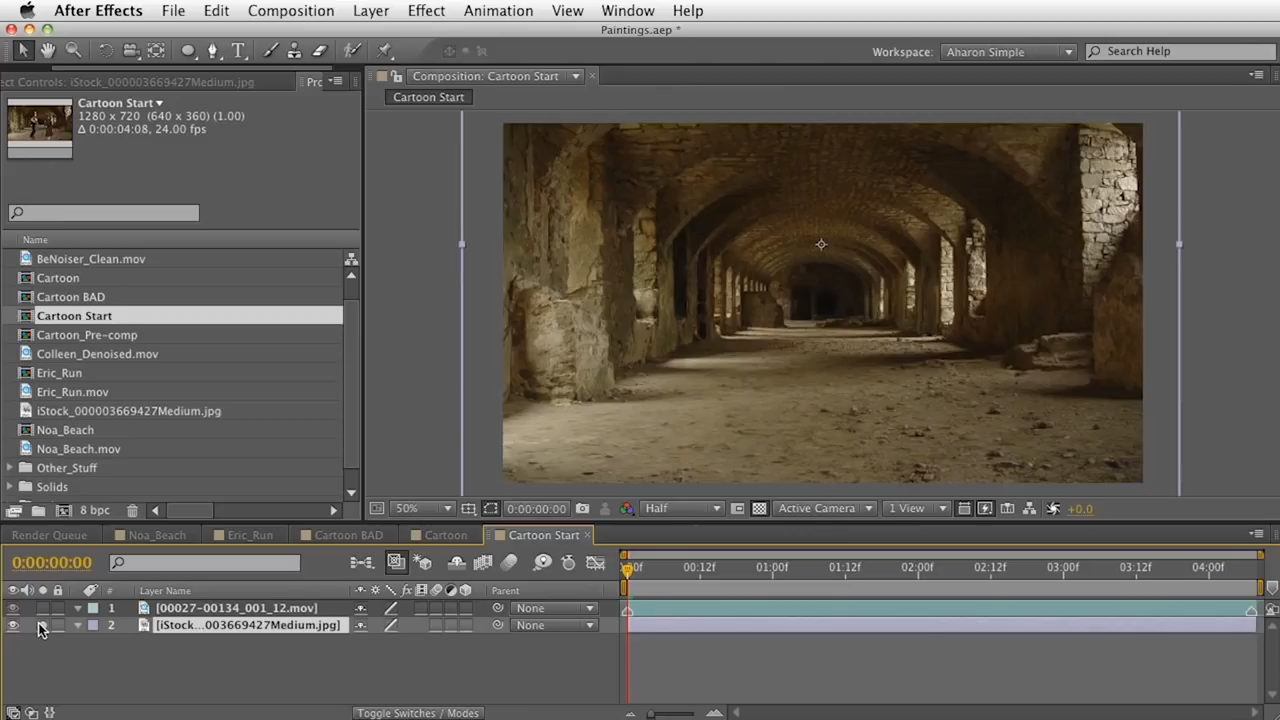 After Effects File Edit Composition Layer Effect Animation View Window Help
Paintings.aep *
Workspace: Aharon Simple Search Help
ct Controls: iStock_000003669427Medium.jpg Composition: Cartoon Start
Cartoon Start
Cartoon Start
1280 x 720 (640 x 360) (1.00)
Δ 0:00:04:08, 24.00 fps
Name
BeNoiser_Clean.mov
Cartoon
Cartoon BAD
Cartoon Start
Cartoon_Pre-comp
Colleen_Denoised.mov
Eric_Run
Eric_Run.mov
iStock_000003669427Medium.jpg
Noa_Beach
Noa_Beach.mov
Other_Stuff
Solids
8 bpc 50% 0:00:00:00 Half Active Camera 1 View +0.0
Render Queue Noa_Beach Eric_Run Cartoon BAD Cartoon Cartoon Start
0:00:00:00 00f 00:12f 01:00f 01:12f 02:00f 02:12f 03:00f 03:12f 04:00f
# Layer Name fx Parent
1 [00027-00134_001_12.mov] None
2 [iStock...003669427Medium.jpg] None
Toggle Switches / Modes